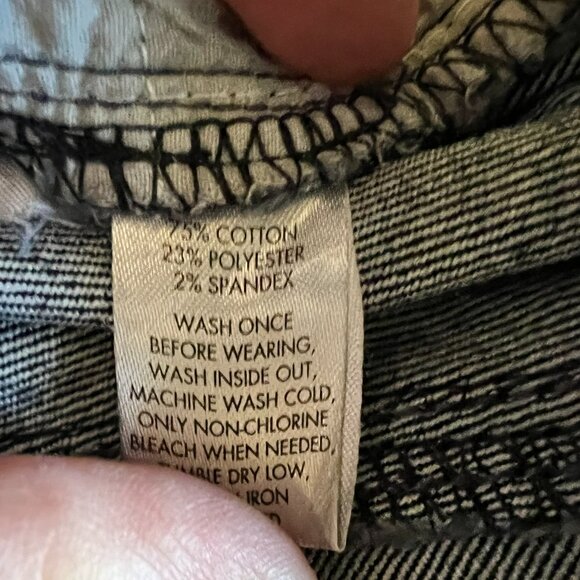 75% COTTON
23% POLYESTER
2% SPANDEX
WASH ONCE
BEFORE WEARING,
WASH INSIDE OUT,
MACHINE WASH COLD,
ONLY NON-CHLORINE
BLEACH WHEN NEEDED,
TUMBLE DRY LOW,
IRON